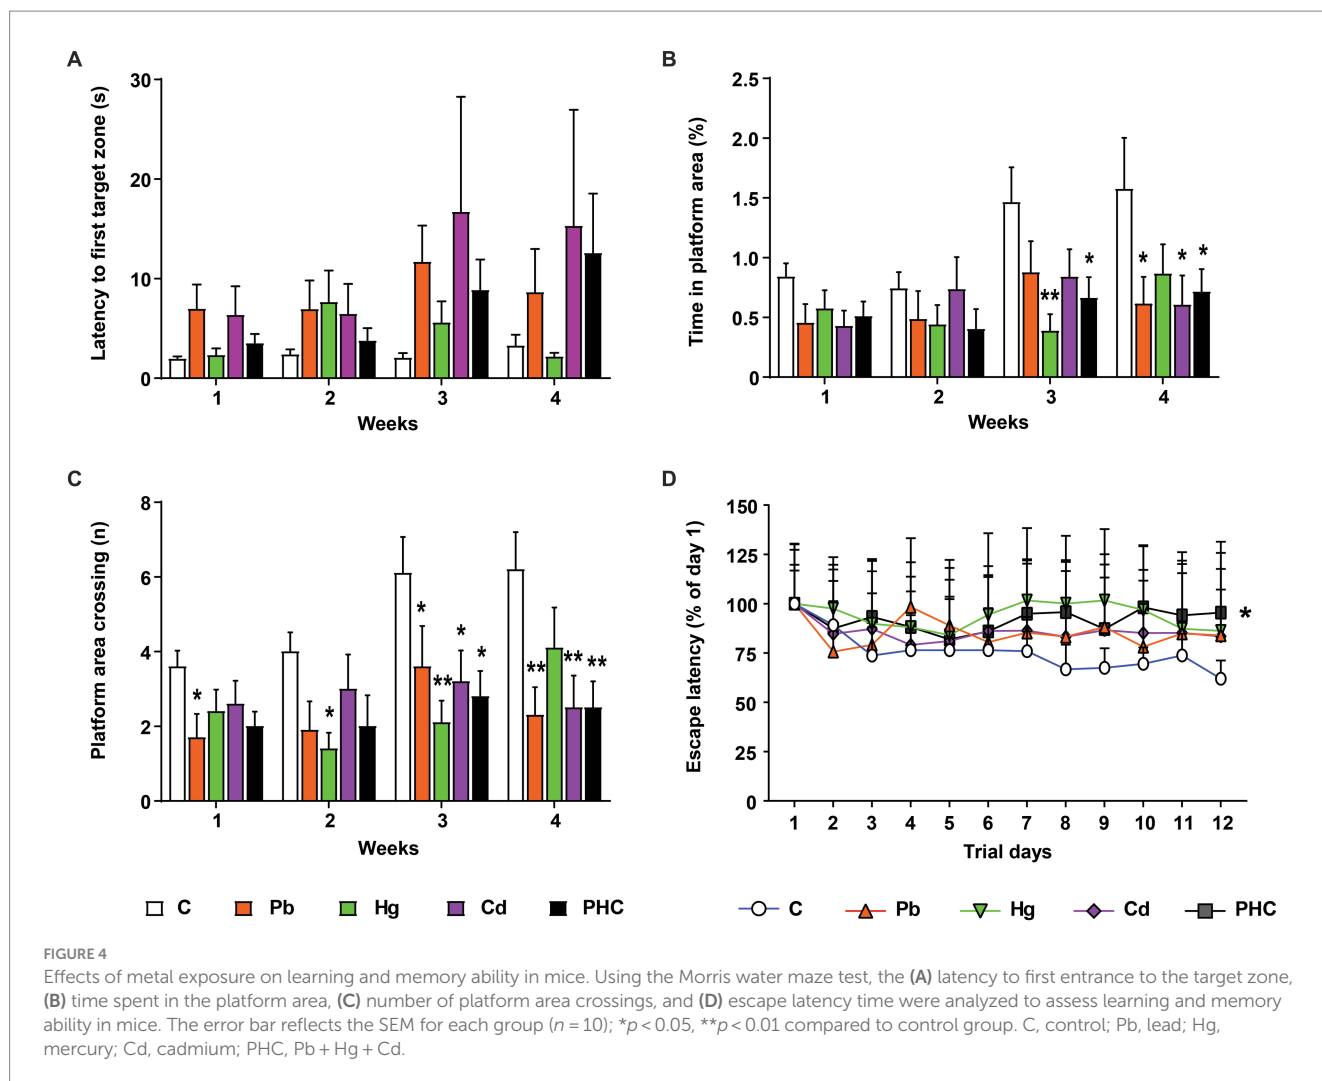 A
Latency to first target zone (s)
30
20
10
0
1 2 3 4
Weeks
B
Time in platform area (%)
2.5
2.0
1.5
1.0
0.5
0
** * * * *
1 2 3 4
Weeks
C
Platform area crossing (n)
8
6
4
2
0
* * * ** * * ** ** **
1 2 3 4
Weeks
D
Escape latency (% of day 1)
150
125
100
75
50
25
0
*
1 2 3 4 5 6 7 8 9 10 11 12
Trial days
C Pb Hg Cd PHC
C Pb Hg Cd PHC
FIGURE 4
Effects of metal exposure on learning and memory ability in mice. Using the Morris water maze test, the (A) latency to first entrance to the target zone,
(B) time spent in the platform area, (C) number of platform area crossings, and (D) escape latency time were analyzed to assess learning and memory
ability in mice. The error bar reflects the SEM for each group (n = 10); *p < 0.05, **p < 0.01 compared to control group. C, control; Pb, lead; Hg,
mercury; Cd, cadmium; PHC, Pb + Hg + Cd.